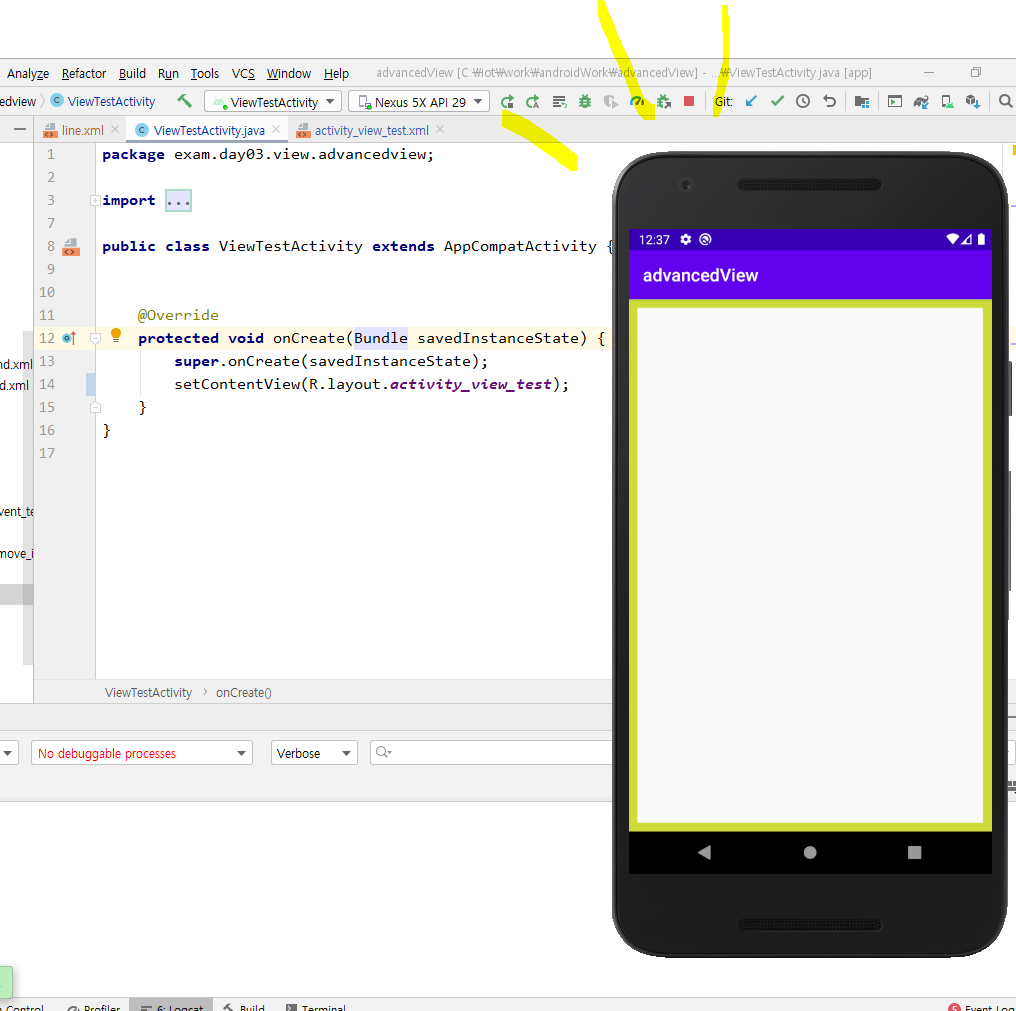 Analyze Refactor Build Run Tools VCS Window Help advancedView [C:₩iot₩work₩androidWork₩advancedView] - ...₩ViewTestActivity.java [app]
edview ViewTestActivity ViewTestActivity Nexus 5X API 29 Git:
line.xml ViewTestActivity.java activity_view_test.xml
1 package exam.day03.view.advancedview;
2
3 import ...
7
8 public class ViewTestActivity extends AppCompatActivity {
9
10
11 @Override
12 protected void onCreate(Bundle savedInstanceState) {
13 super.onCreate(savedInstanceState);
14 setContentView(R.layout.activity_view_test);
15 }
16 }
17
nd.xml
d.xml
vent_te
move_i
12:37
advancedView
ViewTestActivity › onCreate()
No debuggable processes Verbose
Control Profiler 6: Logcat Build Terminal 5 Event Log